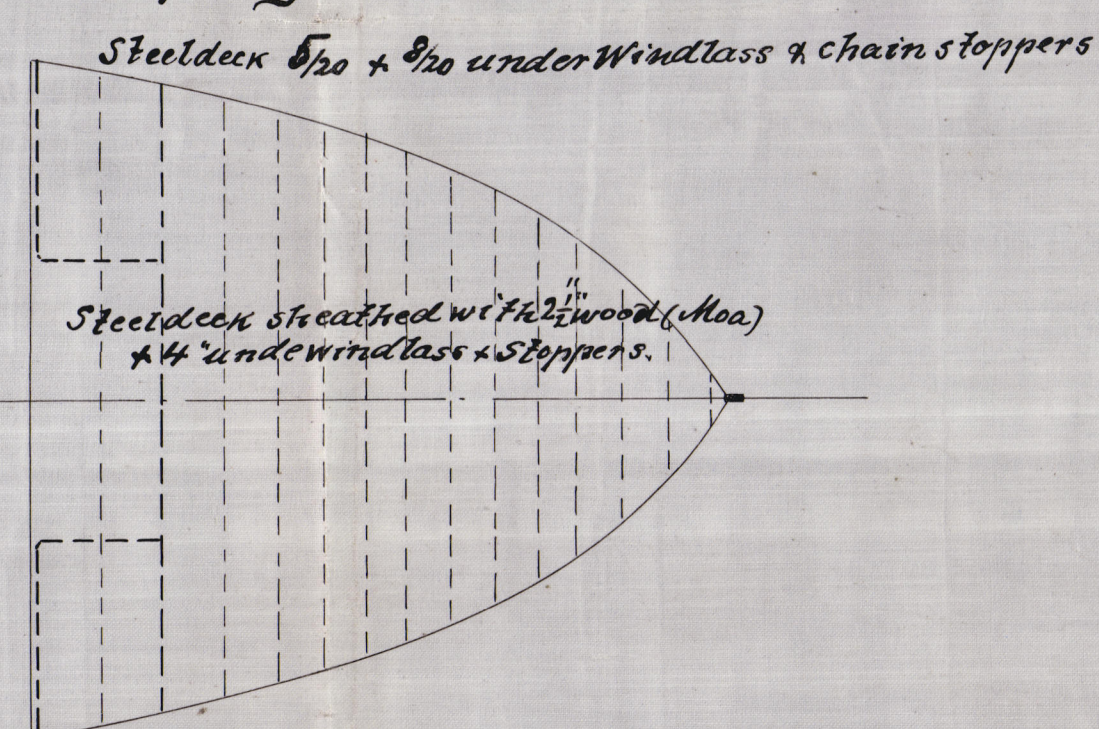 Steeldeck 5/20 + 8/20 under Windlass & chain stoppers
Steeldeck sheathed with 2½" wood (Moa)
+ 4" unde windlass + Stoppers.